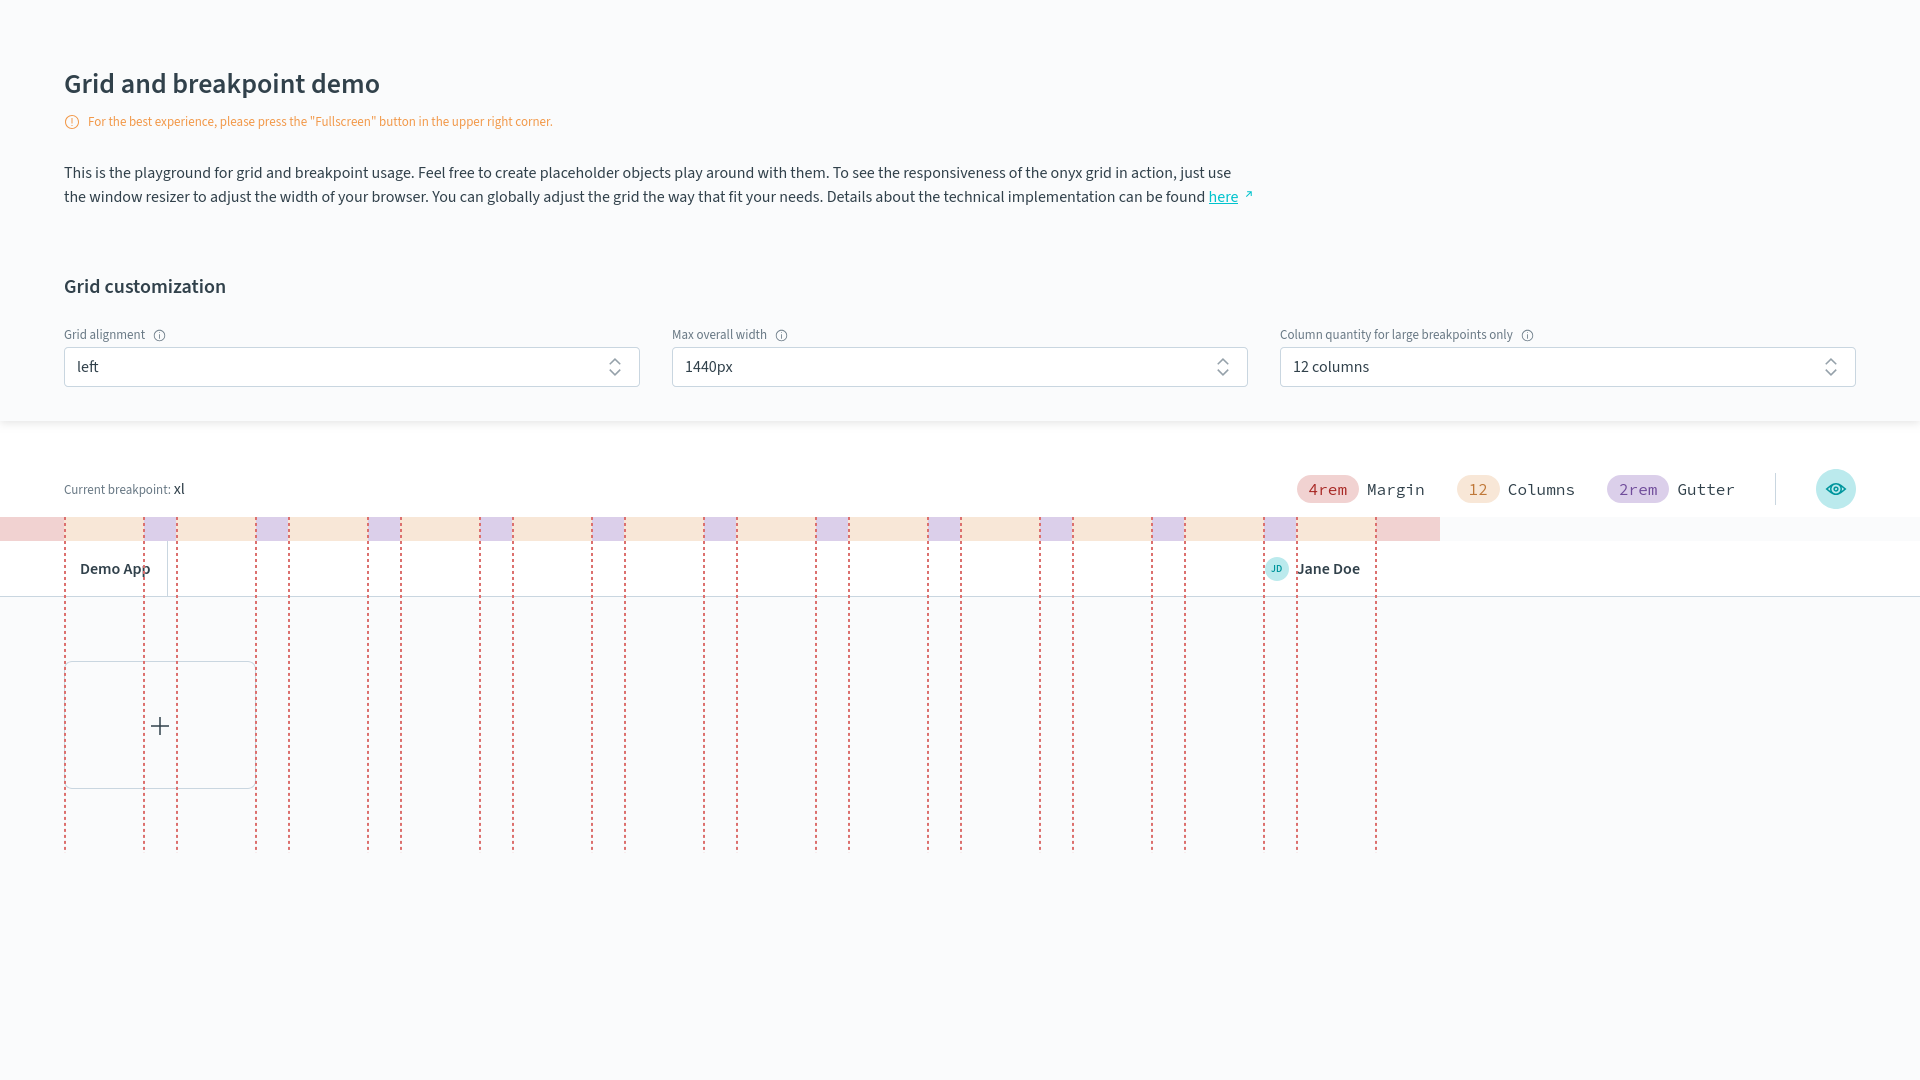 Grid and breakpoint demo
For the best experience, please press the "Fullscreen" button in the upper right corner.
This is the playground for grid and breakpoint usage. Feel free to create placeholder objects play around with them. To see the responsiveness of the onyx grid in action, just use
the window resizer to adjust the width of your browser. You can globally adjust the grid the way that fit your needs. Details about the technical implementation can be found here
Grid customization
Grid alignment
left
Max overall width
1440px
Column quantity for large breakpoints only
12 columns
Current breakpoint: xl
4rem Margin
12 Columns
2rem Gutter
Demo App
JD Jane Doe